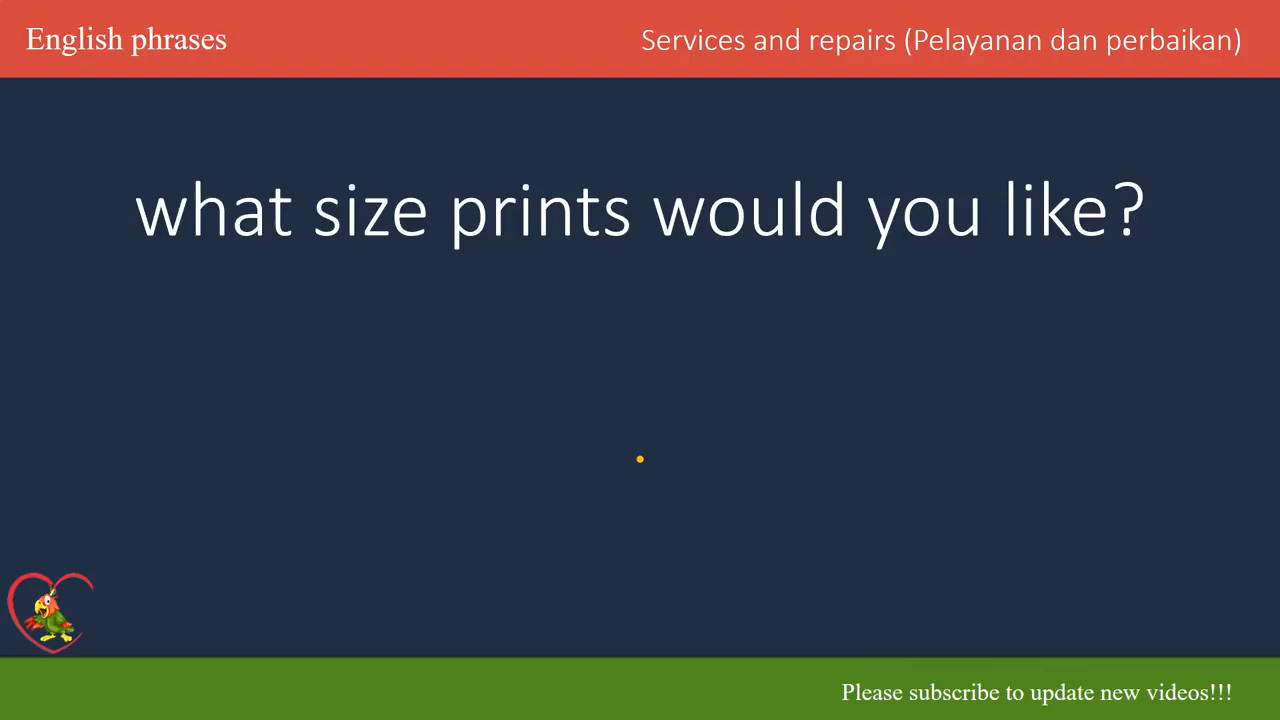 English phrases
Services and repairs (Pelayanan dan perbaikan)
what size prints would you like?
Please subscribe to update new videos!!!